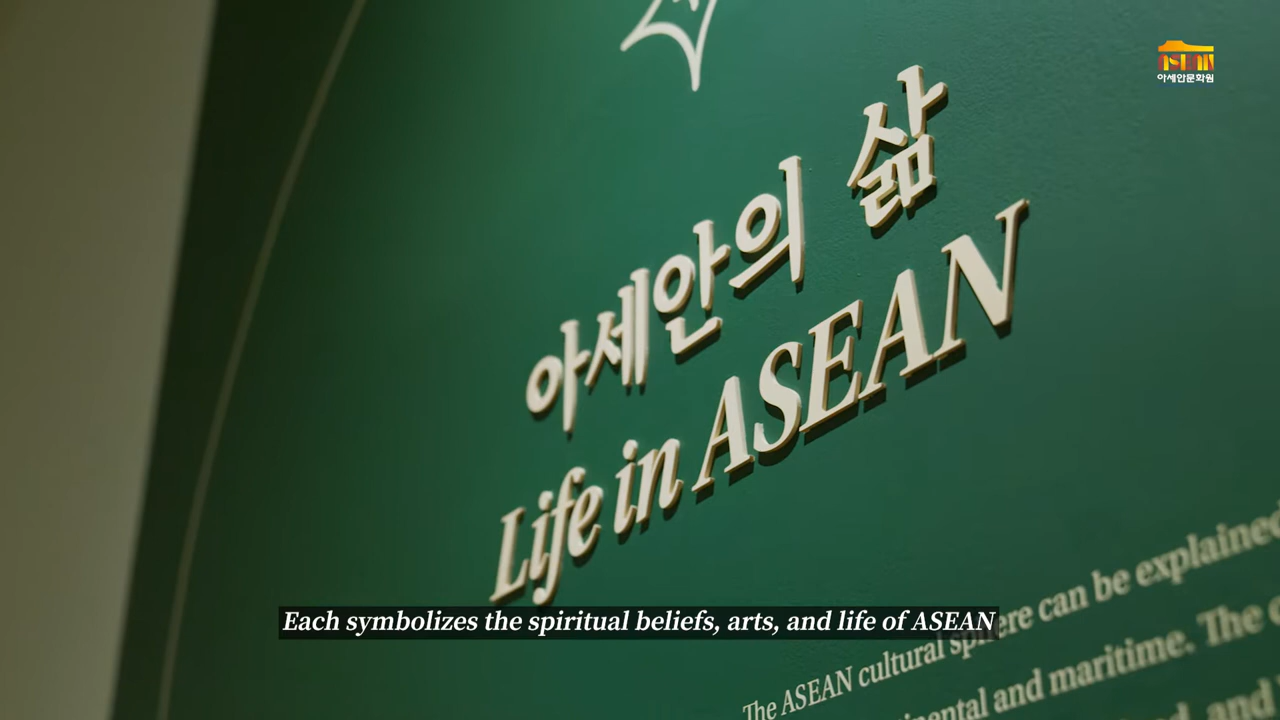 아세안문화원
아세안의 삶
Life in ASEAN
Each symbolizes the spiritual beliefs, arts, and life of ASEAN
The ASEAN cultural sphere can be explained
and maritime. The
and